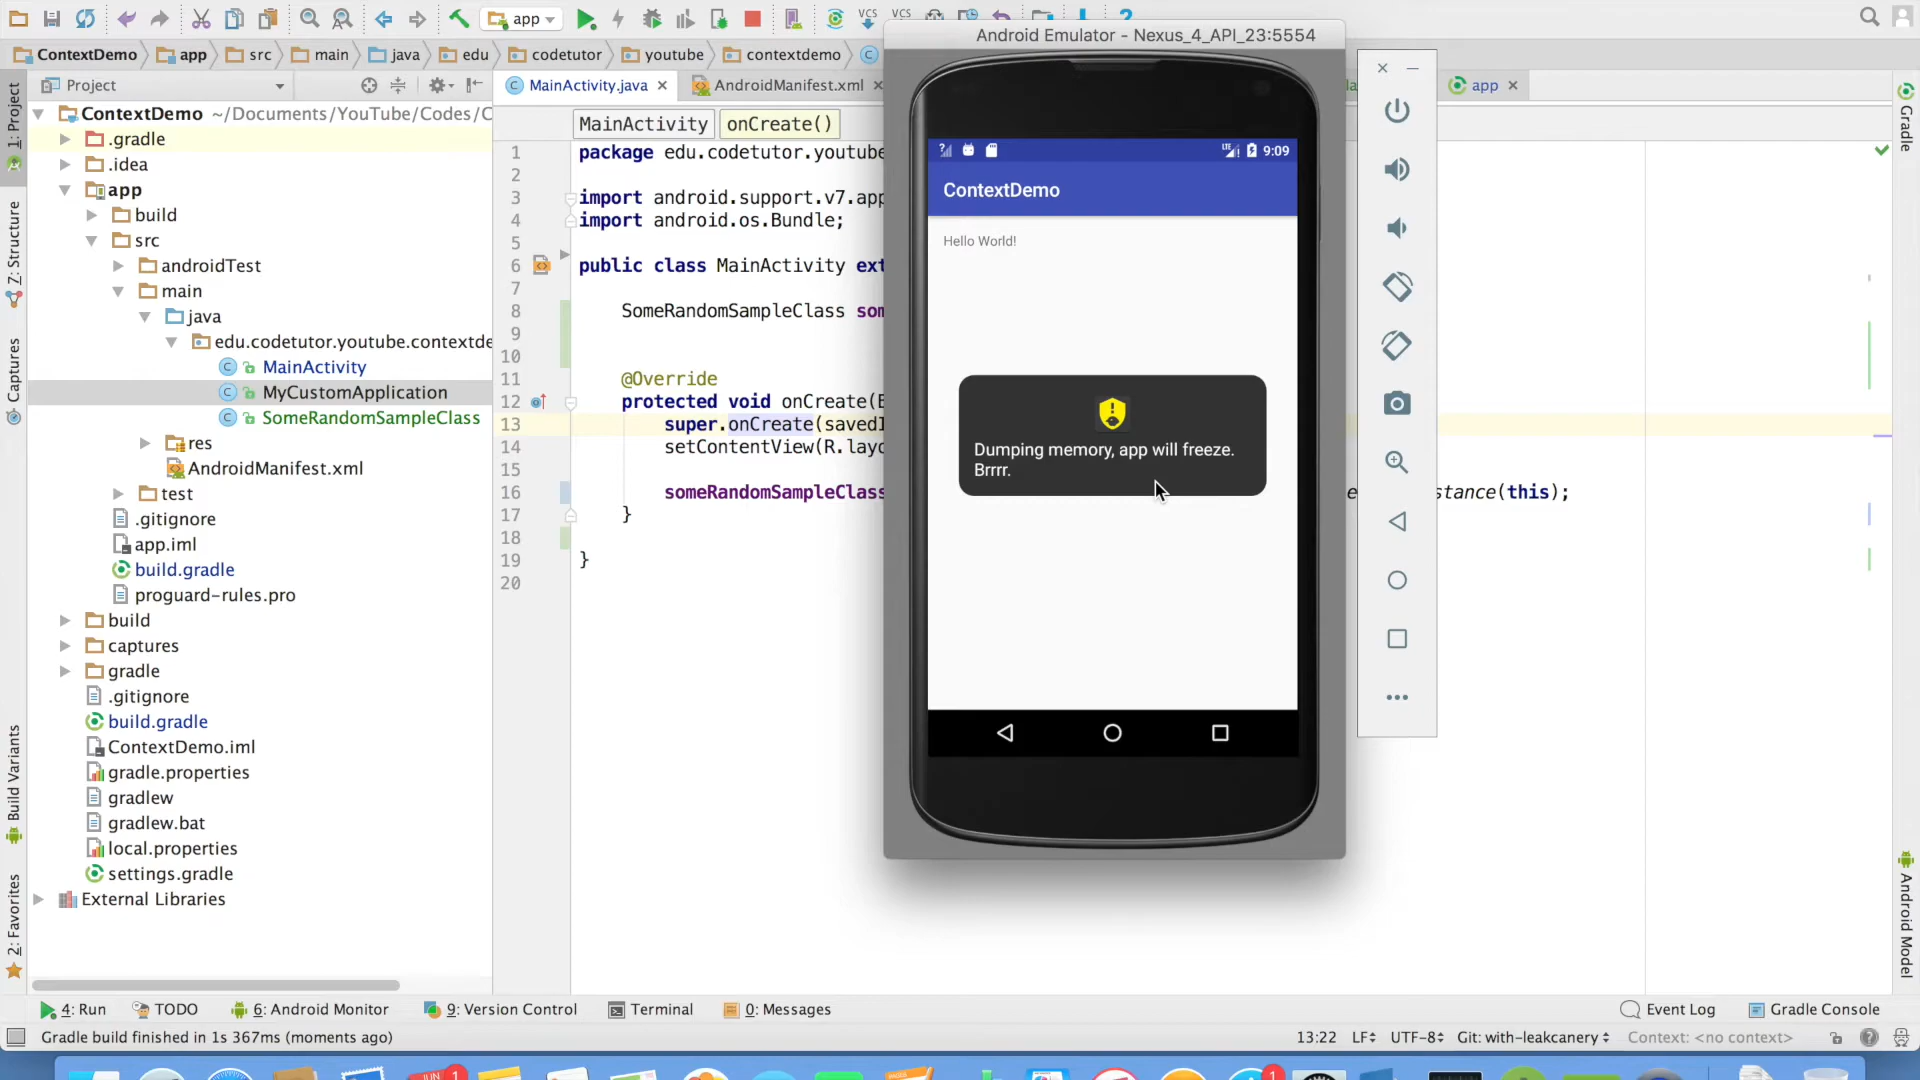 app
VCS
VCS
Android Emulator - Nexus_4_API_23:5554
ContextDemo
app
src
main
java
edu
codetutor
youtube
contextdemo
Project
MainActivity.java
AndroidManifest.xml
app
ContextDemo ~/Documents/YouTube/Codes/C
.gradle
.idea
app
build
src
androidTest
main
java
edu.codetutor.youtube.contextde
MainActivity
MyCustomApplication
SomeRandomSampleClass
res
AndroidManifest.xml
test
.gitignore
app.iml
build.gradle
proguard-rules.pro
build
captures
gradle
.gitignore
build.gradle
ContextDemo.iml
gradle.properties
gradlew
gradlew.bat
local.properties
settings.gradle
External Libraries
1: Project
Z: Structure
Captures
Build Variants
2: Favorites
MainActivity
onCreate()
1 package edu.codetutor.youtube
2
3 import android.support.v7.app
4 import android.os.Bundle;
5
6 public class MainActivity ext
7
8 SomeRandomSampleClass som
9
10
11 @Override
12 protected void onCreate(B
13 super.onCreate(savedI
14 setContentView(R.layo
15
16 someRandomSampleClass
stance(this);
17 }
18
19 }
20
LTE 9:09
ContextDemo
Hello World!
Dumping memory, app will freeze.
Brrrr.
Gradle
Android Model
4: Run
TODO
6: Android Monitor
9: Version Control
Terminal
0: Messages
Event Log
Gradle Console
Gradle build finished in 1s 367ms (moments ago)
13:22
LF
UTF-8
Git: with-leakcanery
Context: <no context>
JUN
1
1